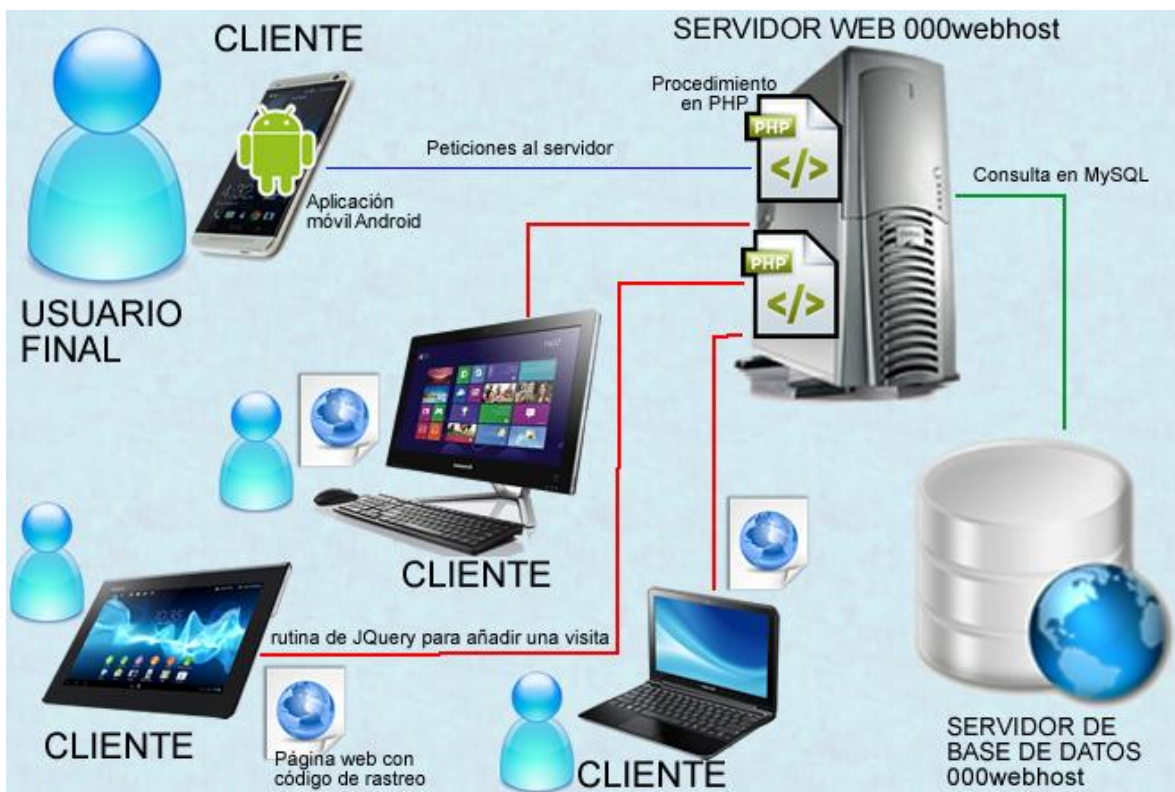 CLIENTE
SERVIDOR WEB 000webhost
Procedimiento
en PHP
PHP
</>
Peticiones al servidor
Consulta en MySQL
Aplicación
móvil Android
PHP
</>
USUARIO
FINAL
CLIENTE
rutina de JQuery para añadir una visita
CLIENTE
Página web con
código de rastreo
CLIENTE
SERVIDOR DE
BASE DE DATOS
000webhost